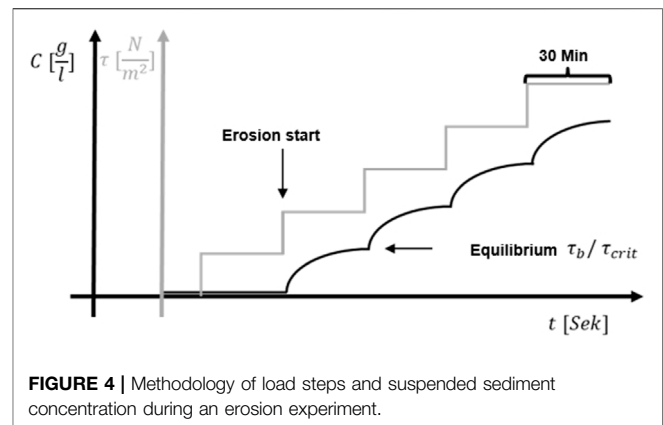 C [g/l] τ [N/m²]
30 Min
Erosion start
Equilibrium τb / τcrit
t [Sek]
FIGURE 4 | Methodology of load steps and suspended sediment
concentration during an erosion experiment.